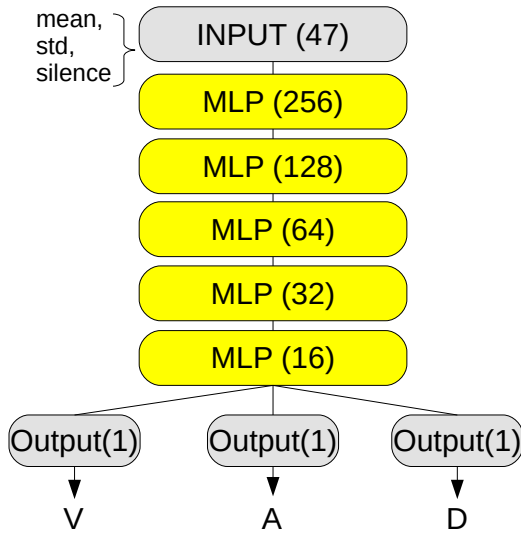 mean,
std,
silence
INPUT (47)
MLP (256)
MLP (128)
MLP (64)
MLP (32)
MLP (16)
Output(1) Output(1) Output(1)
V A D